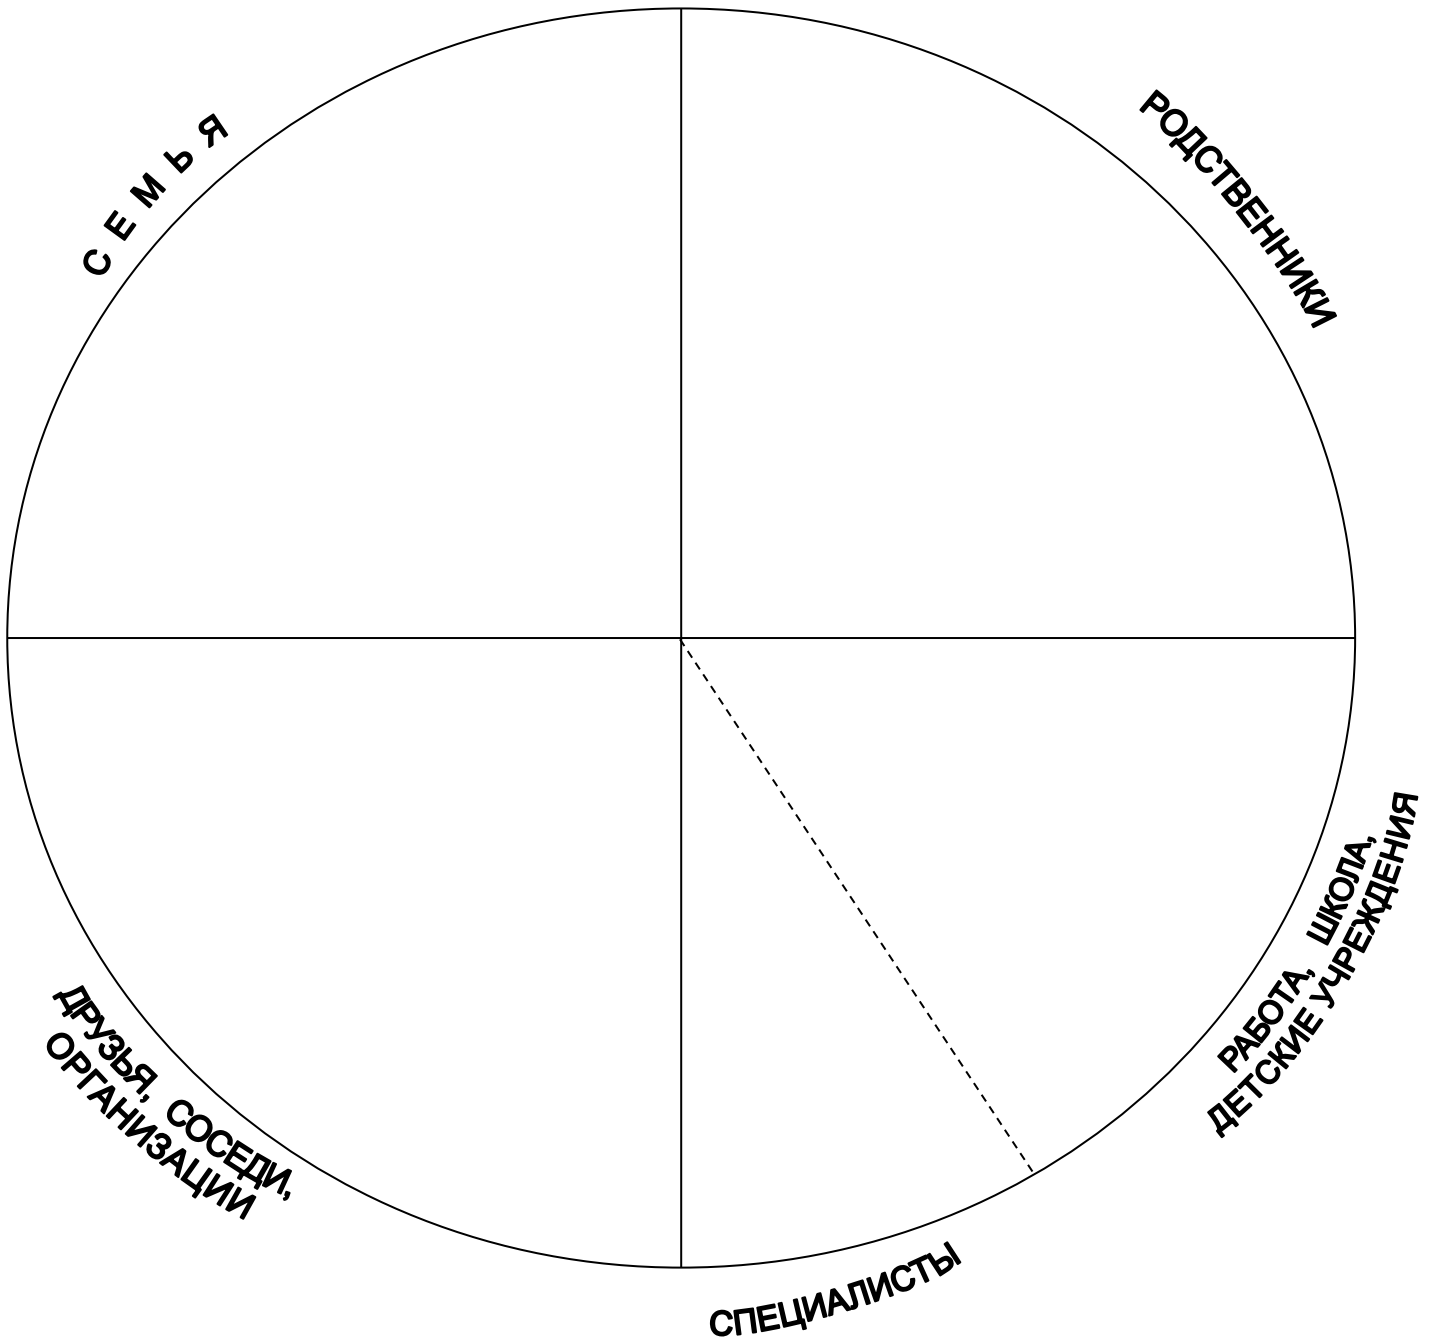 С Е М Ь Я
РОДСТВЕННИКИ
РАБОТА, ШКОЛА,
ДЕТСКИЕ УЧРЕЖДЕНИЯ
ДРУЗЬЯ, СОСЕДИ,
ОРГАНИЗАЦИИ
СПЕЦИАЛИСТЫ